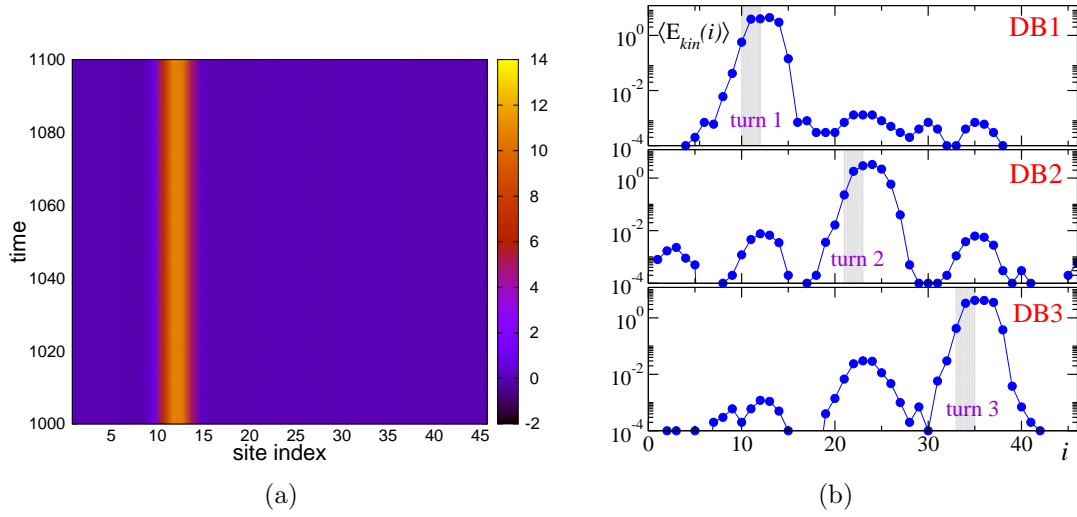 1100
1080
1060
1040
1020
1000
time
5 10 15 20 25 30 35 40 45
site index
14
12
10
8
6
4
2
0
-2
(a)
⟨E_kin(i)⟩
DB1
10^0
10^-2
10^-4
turn 1
DB2
10^0
10^-2
10^-4
turn 2
DB3
10^0
10^-2
10^-4
turn 3
0 10 20 30 40 i
(b)